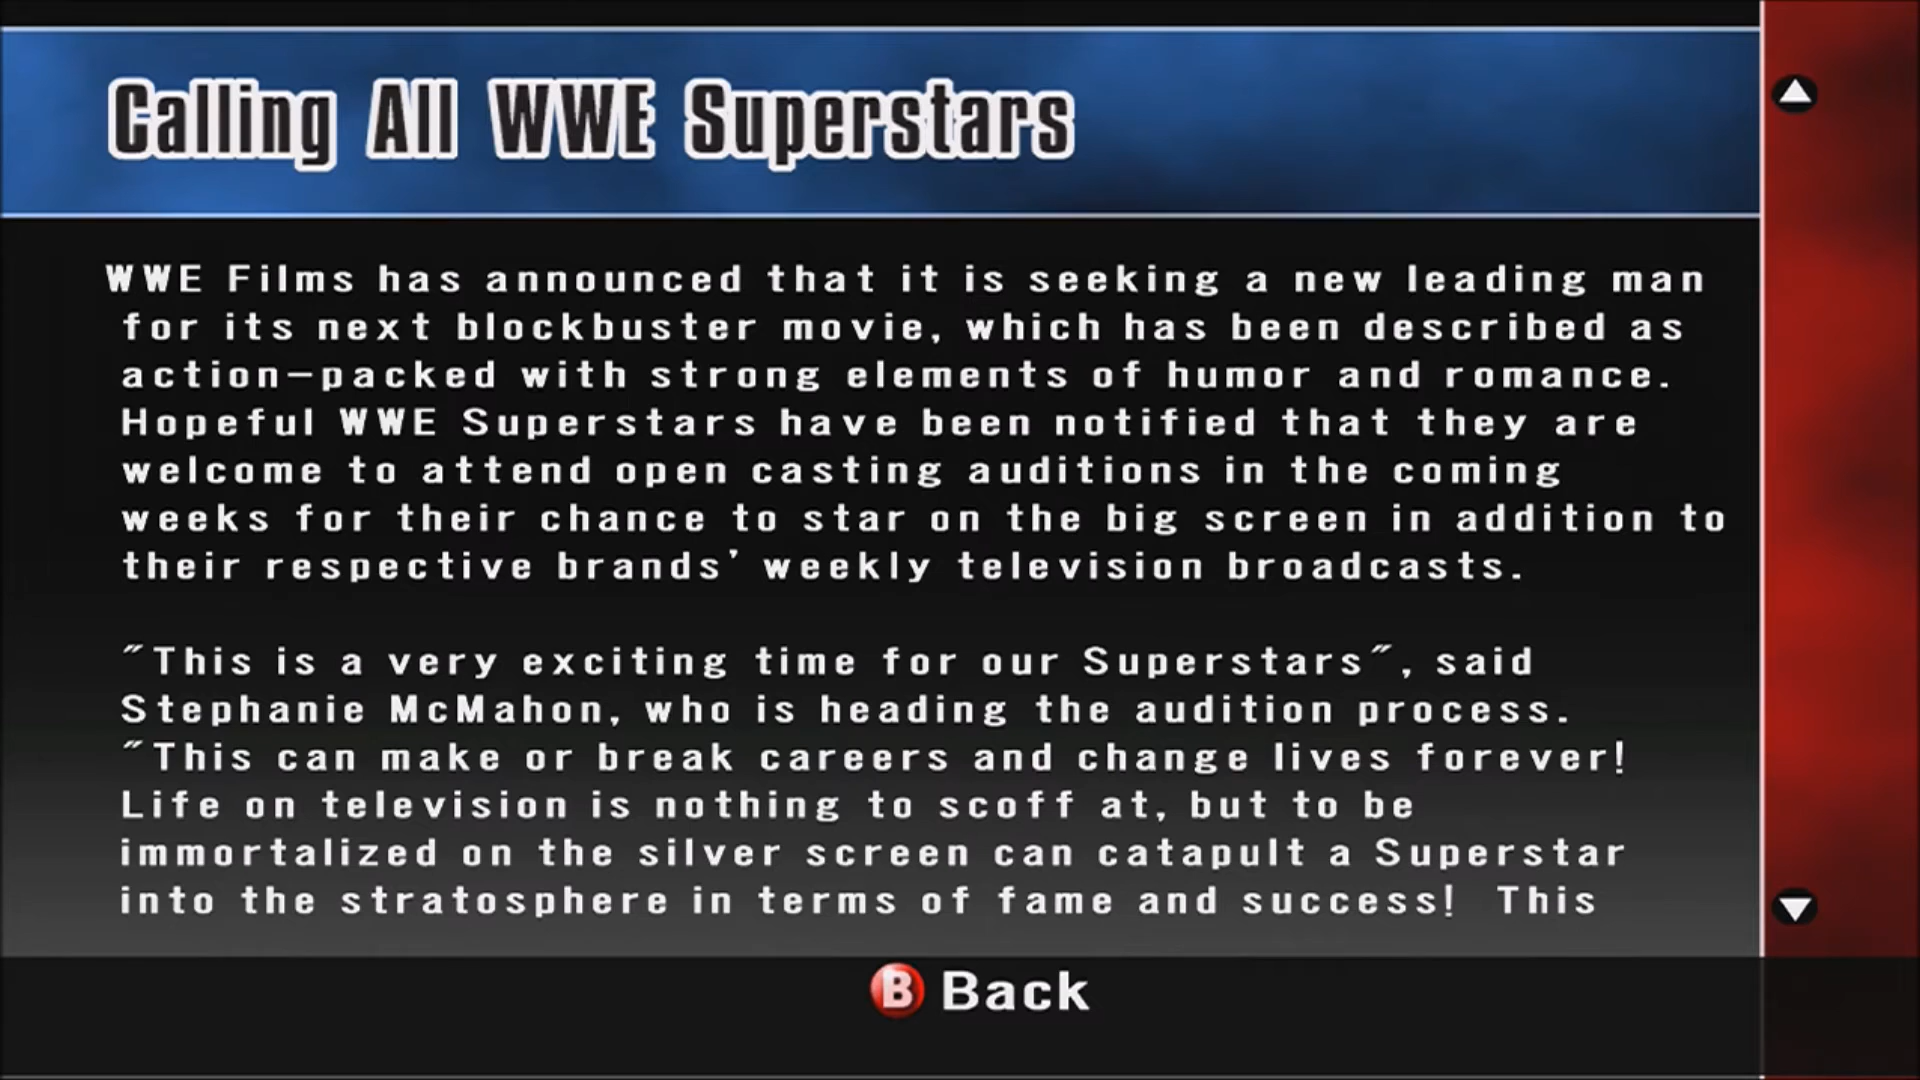 Calling All WWE Superstars
WWE Films has announced that it is seeking a new leading man
for its next blockbuster movie, which has been described as
action-packed with strong elements of humor and romance.
Hopeful WWE Superstars have been notified that they are
welcome to attend open casting auditions in the coming
weeks for their chance to star on the big screen in addition to
their respective brands' weekly television broadcasts.
"This is a very exciting time for our Superstars", said
Stephanie McMahon, who is heading the audition process.
"This can make or break careers and change lives forever!
Life on television is nothing to scoff at, but to be
immortalized on the silver screen can catapult a Superstar
into the stratosphere in terms of fame and success!  This
B Back